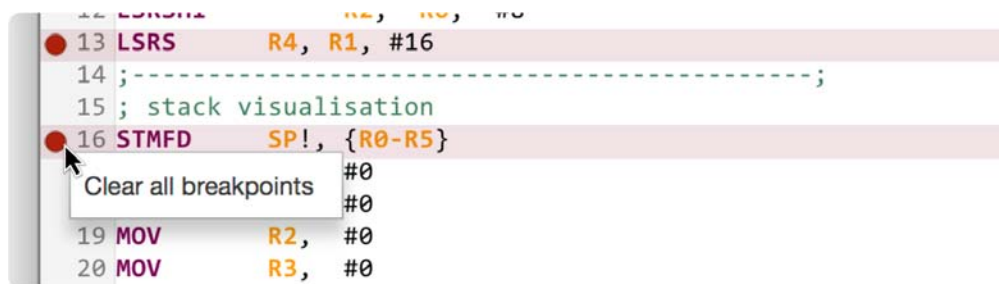 13 LSRS R4, R1, #16
14 ;---------------------------------------------;
15 ; stack visualisation
16 STMFD SP!, {R0-R5}
Clear all breakpoints
#0
#0
19 MOV R2, #0
20 MOV R3, #0